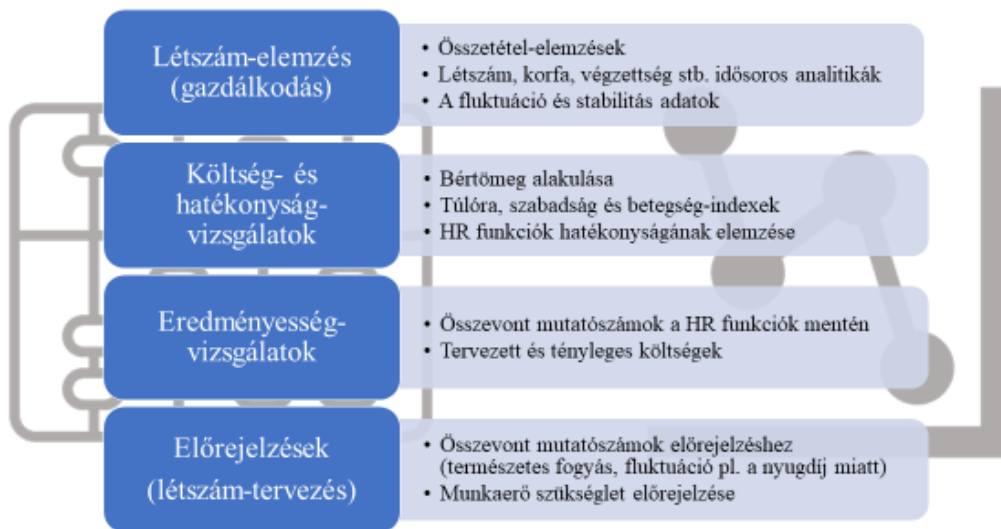 Létszám-elemzés
(gazdálkodás)
• Összetétel-elemzések
• Létszám, korfa, végzettség stb. idősoros analitikák
• A fluktuáció és stabilitás adatok
Költség- és
hatékonyság-
vizsgálatok
• Bértömeg alakulása
• Túlóra, szabadság és betegség-indexek
• HR funkciók hatékonyságának elemzése
Eredményesség-
vizsgálatok
• Összevont mutatószámok a HR funkciók mentén
• Tervezett és tényleges költségek
Előrejelzések
(létszám-tervezés)
• Összevont mutatószámok előrejelzéshez
(természetes fogyás, fluktuáció pl. a nyugdíj miatt)
• Munkaerő szükséglet előrejelzése